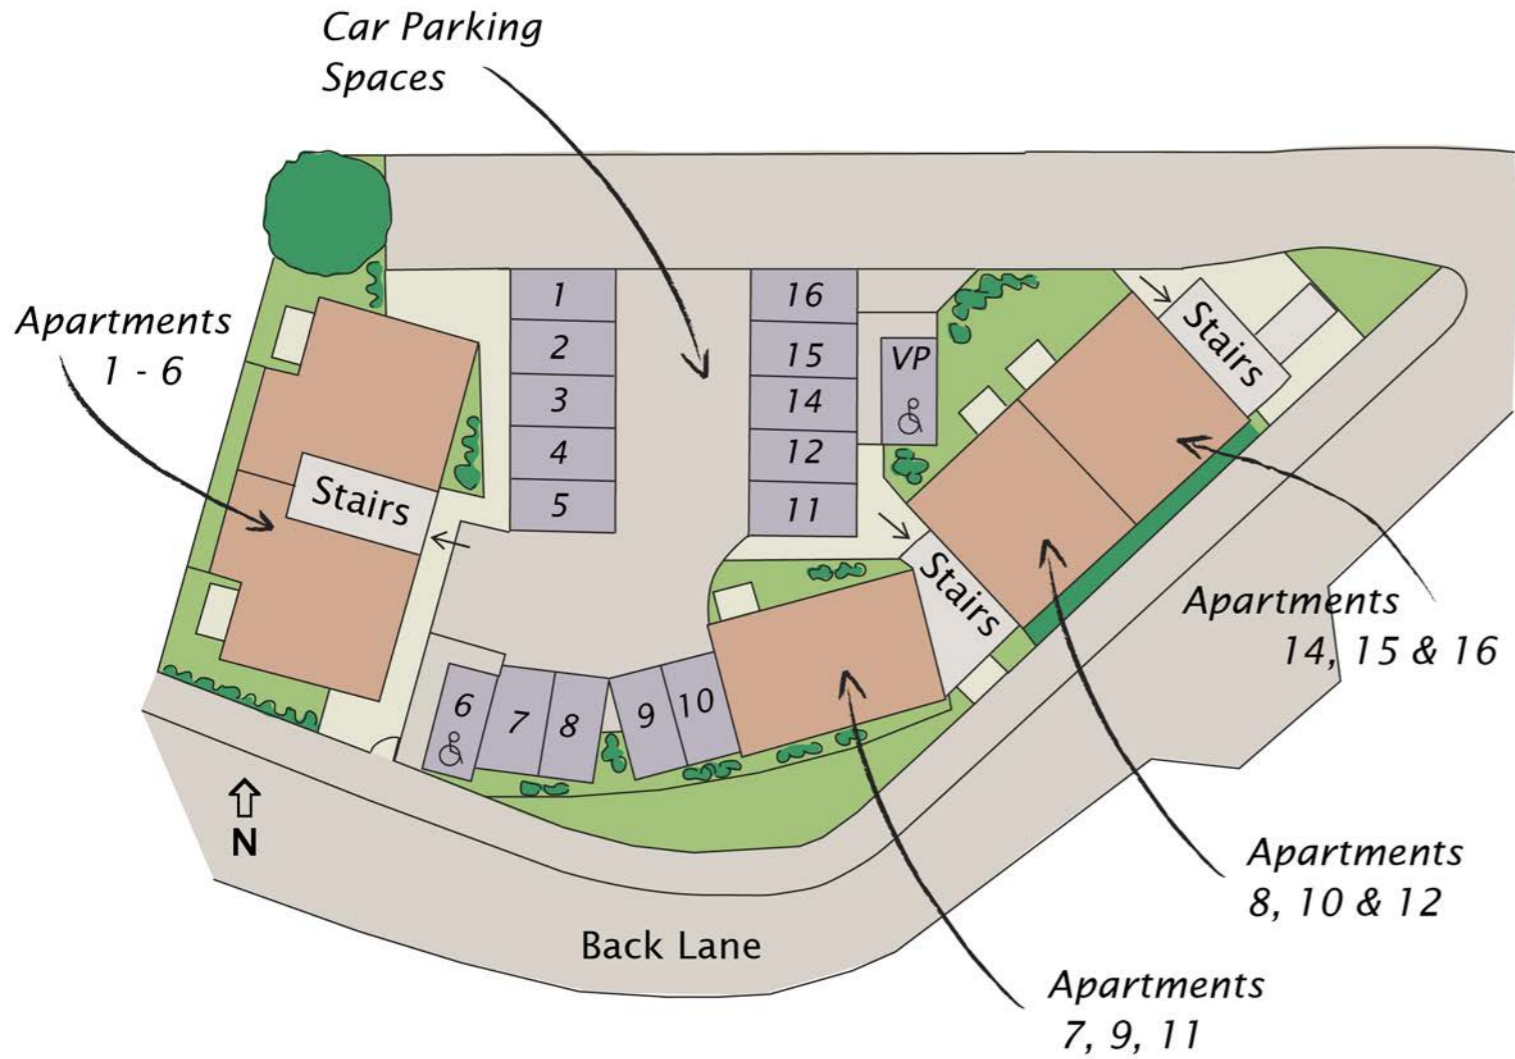 Car Parking
Spaces
Apartments
1 - 6
1
2
3
4
5
16
15
14
12
11
VP
Stairs
Stairs
Stairs
6
7
8
9
10
Apartments
14, 15 & 16
Apartments
8, 10 & 12
Apartments
7, 9, 11
N
Back Lane